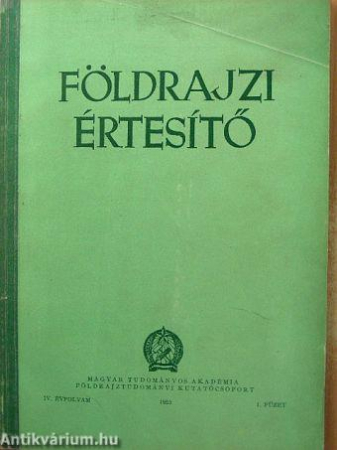 FÖLDRAJZI
ÉRTESÍTŐ
MAGYAR TUDOMÁNYOS AKADÉMIA
FÖLDRAJZTUDOMÁNYI KUTATÓCSOPORT
IV. ÉVFOLYAM 1. FÜZET
Antikvárium.hu